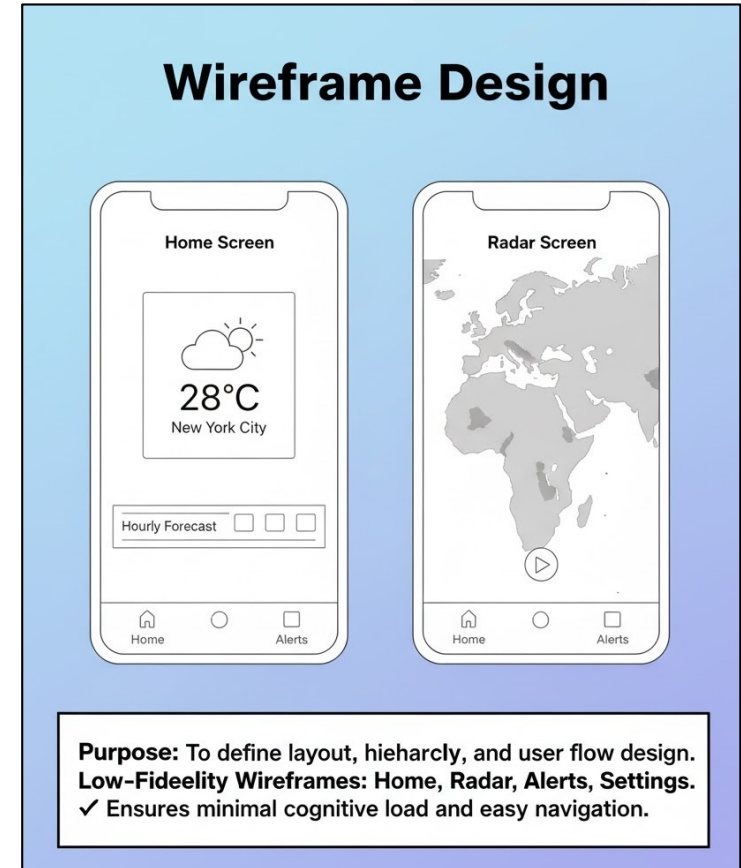 Wireframe Design
Home Screen
28°C
New York City
Hourly Forecast
Home
Alerts
Radar Screen
Home
Alerts
Purpose: To define layout, hieharcly, and user flow design.
Low-Fideelity Wireframes: Home, Radar, Alerts, Settings.
✓ Ensures minimal cognitive load and easy navigation.